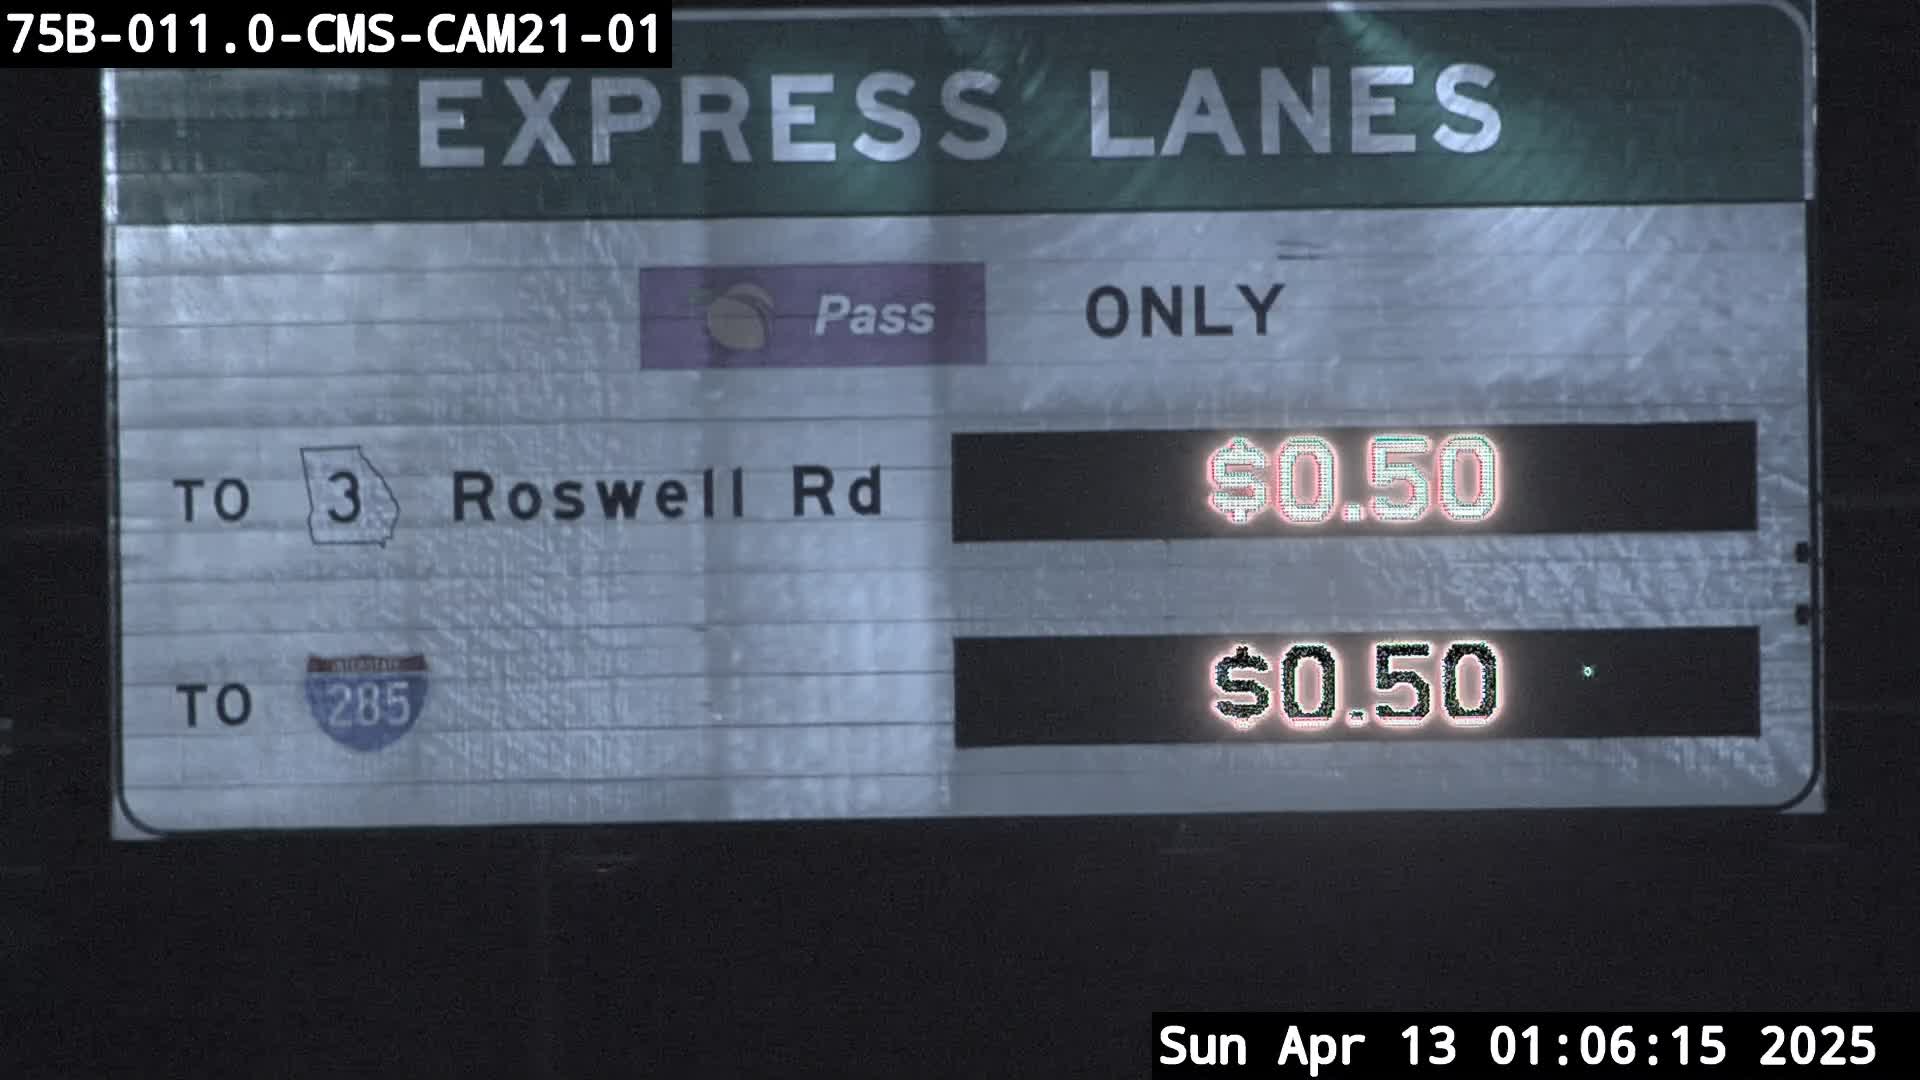 75B-011.0-CMS-CAM21-01
EXPRESS LANES
Pass ONLY
TO 3 Roswell Rd $0.50
TO INTERSTATE 285 $0.50
Sun Apr 13 01:06:15 2025